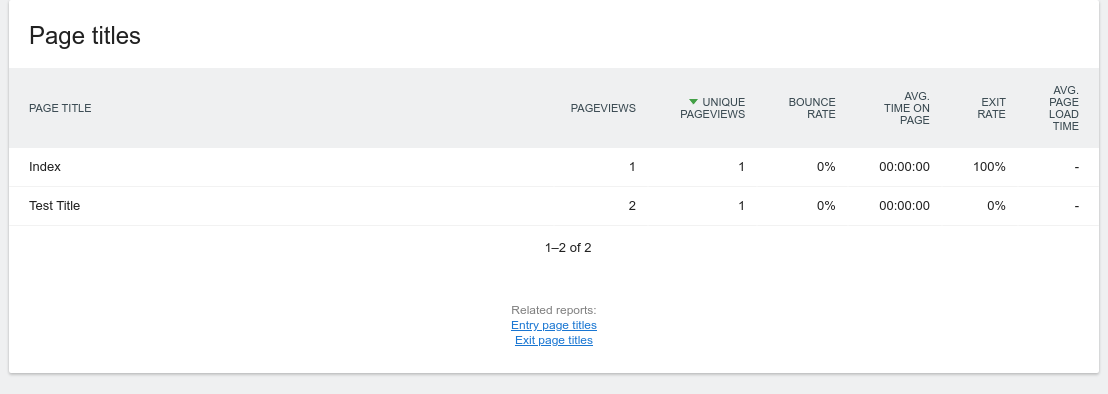 Page titles
PAGE TITLE PAGEVIEWS UNIQUE PAGEVIEWS BOUNCE RATE AVG. TIME ON PAGE EXIT RATE AVG. PAGE LOAD TIME
Index 1 1 0% 00:00:00 100% -
Test Title 2 1 0% 00:00:00 0% -
1–2 of 2
Related reports:
Entry page titles
Exit page titles